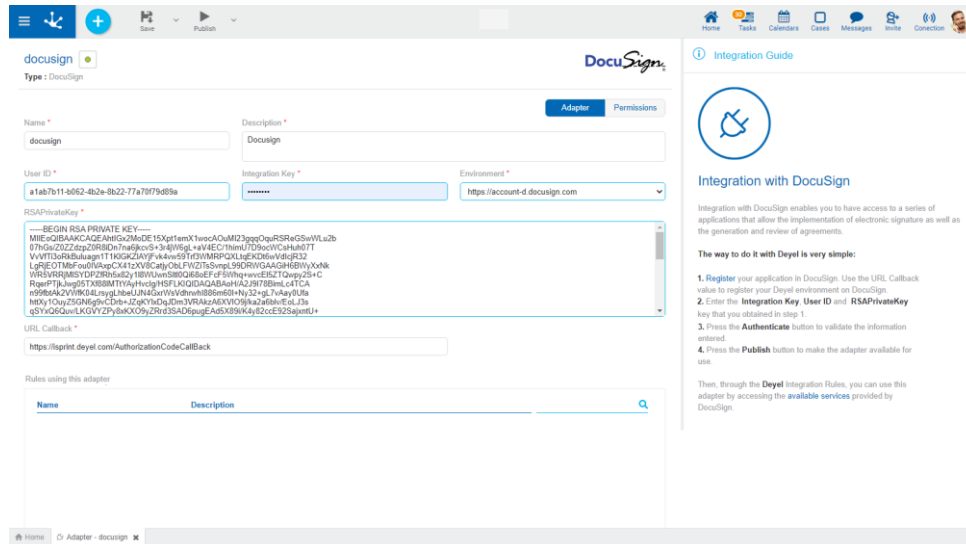 Save
Publish
Home
Tasks
Calendars
Cases
Messages
Invite
Conection
docusign
Type : DocuSign
DocuSign
Adapter
Permissions
Name *
Description *
docusign
Docusign
User ID *
Integration Key *
Environment *
a1ab7b11-b062-4b2e-8b22-77a70f79d89a
••••••••
https://account-d.docusign.com
RSAPrivateKey *
-----BEGIN RSA PRIVATE KEY-----
URL Callback *
https://isprint.deyel.com/AuthorizationCodeCallBack
Rules using this adapter
Name
Description
Integration Guide
Integration with DocuSign
Integration with DocuSign enables you to have access to a series of
applications that allow the implementation of electronic signature as well as
the generation and review of agreements.
The way to do it with Deyel is very simple:
1. Register your application in DocuSign. Use the URL Callback
value to register your Deyel environment on DocuSign.
2. Enter the Integration Key, User ID and RSAPrivateKey
key that you obtained in step 1.
3. Press the Authenticate button to validate the information
entered.
4. Press the Publish button to make the adapter available for
use.
Then, through the Deyel Integration Rules, you can use this
adapter by accessing the available services provided by
DocuSign.
Home
Adapter - docusign